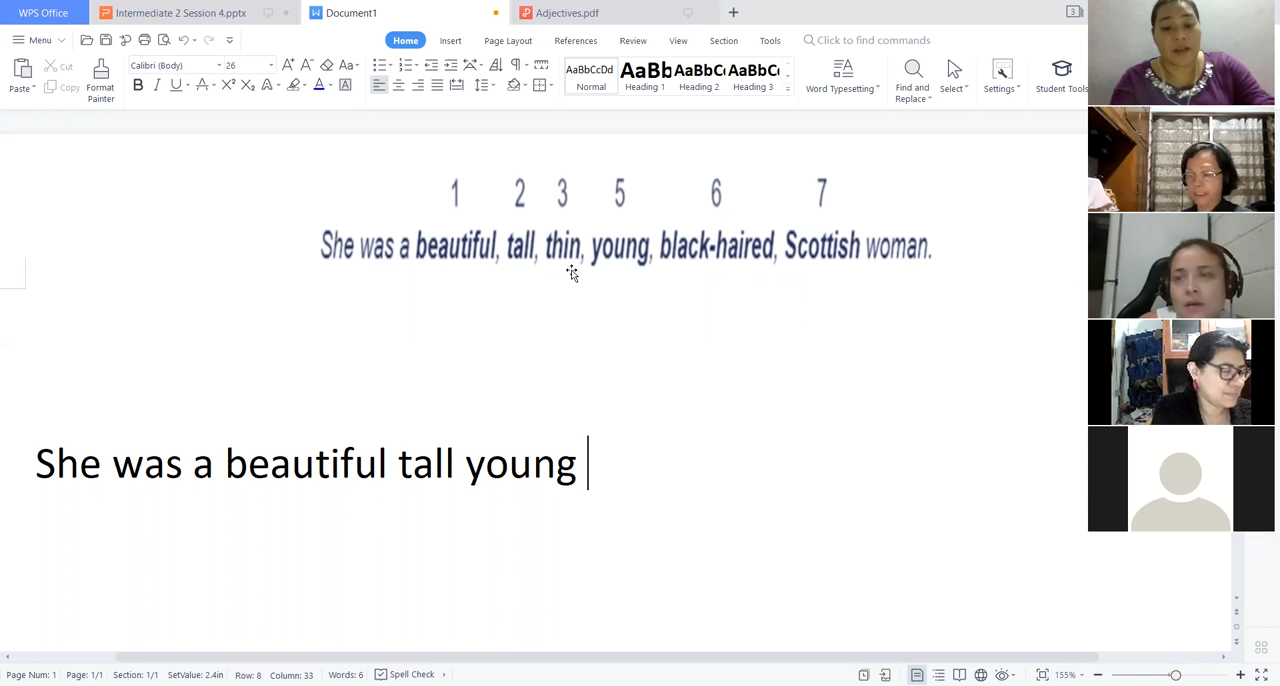 WPS Office Intermediate 2 Session 4.pptx Document1 Adjectives.pdf 3
Menu Home Insert Page Layout References Review View Section Tools Click to find commands
Paste Cut Copy Format Painter Calibri (Body) 26 AaBbCcDd Normal AaBb Heading 1 AaBbC Heading 2 AaBbC Heading 3 Word Typesetting Find and Replace Select Settings Student Tools
1 2 3 5 6 7
She was a beautiful, tall, thin, young, black-haired, Scottish woman.
She was a beautiful tall young
Page Num: 1 Page: 1/1 Section: 1/1 SetValue: 2.4in Row: 8 Column: 33 Words: 6 Spell Check 155%